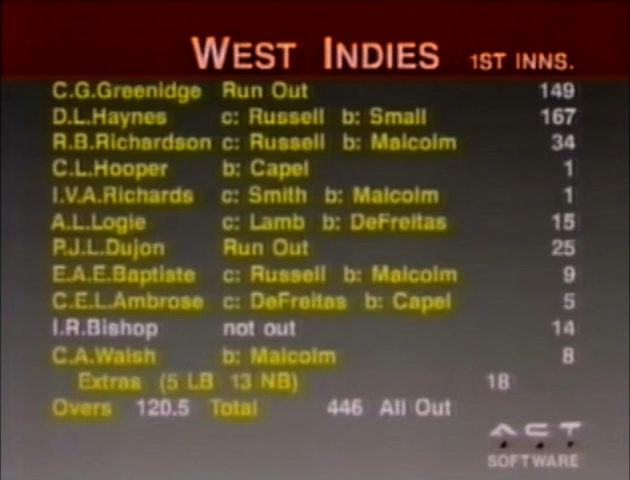 WEST INDIES 1ST INNS.
C.G.Greenidge Run Out 149
D.L.Haynes c: Russell b: Small 167
R.B.Richardson c: Russell b: Malcolm 34
C.L.Hooper b: Capel 1
I.V.A.Richards c: Smith b: Malcolm 1
A.L.Logie c: Lamb b: DeFreitas 15
P.J.L.Dujon Run Out 25
E.A.E.Baptiste c: Russell b: Malcolm 9
C.E.L.Ambrose c: DeFreitas b: Capel 5
I.R.Bishop not out 14
C.A.Walsh b: Malcolm 8
Extras (5 LB 13 NB) 18
Overs 120.5 Total 446 All Out
ACT
SOFTWARE